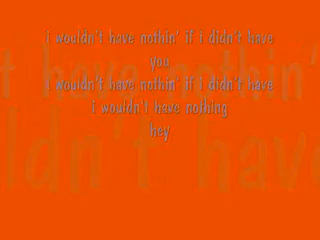 i wouldn't have nothin' if i didn't have
you
i wouldn't have nothin' if i didn't have
i wouldn't have nothing
hey
't have nothin'
uldn't have